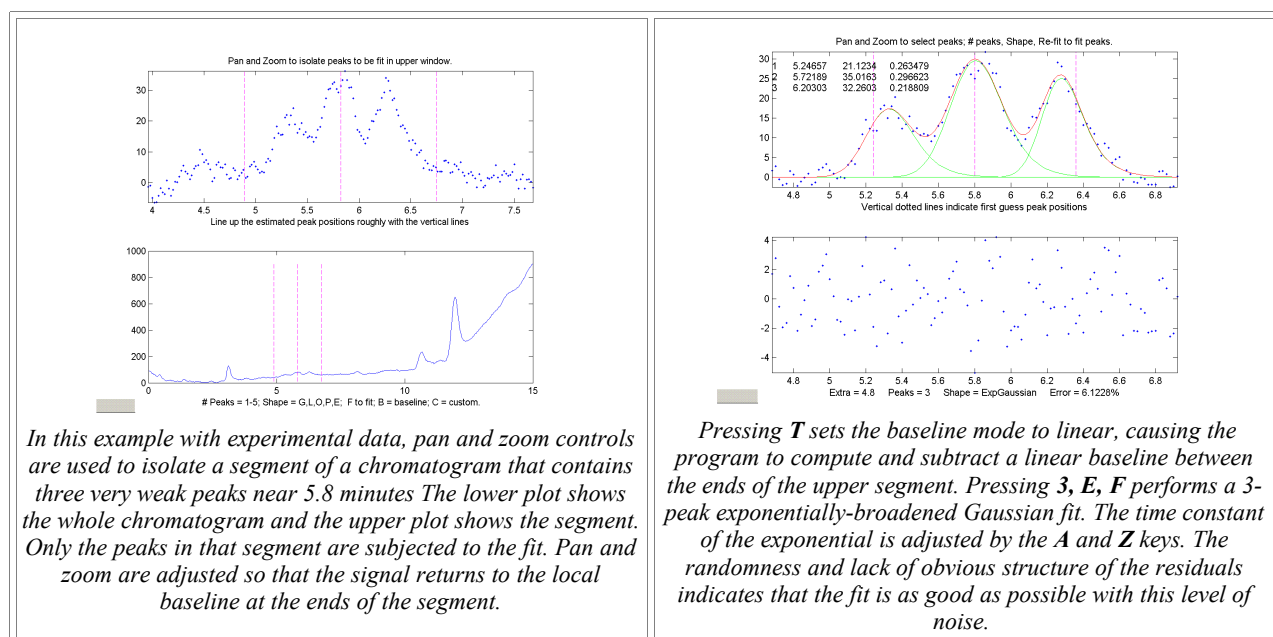 Pan and Zoom to isolate peaks to be fit in upper window.
30
20
10
0
4 4.5 5 5.5 6 6.5 7 7.5
Line up the estimated peak positions roughly with the vertical lines
1000
800
600
400
200
0
0 5 10 15
# Peaks = 1-5; Shape = G,L,O,P,E; F to fit; B = baseline; C = custom.
In this example with experimental data, pan and zoom controls
are used to isolate a segment of a chromatogram that contains
three very weak peaks near 5.8 minutes The lower plot shows
the whole chromatogram and the upper plot shows the segment.
Only the peaks in that segment are subjected to the fit. Pan and
zoom are adjusted so that the signal returns to the local
baseline at the ends of the segment.
Pan and Zoom to select peaks; # peaks, Shape, Re-fit to fit peaks.
30
25
20
15
10
5
0
1 5.24657 21.1234 0.263479
2 5.72189 35.0163 0.296623
3 6.20303 32.2603 0.218809
4.8 5 5.2 5.4 5.6 5.8 6 6.2 6.4 6.6 6.8
Vertical dotted lines indicate first guess peak positions
4
2
0
-2
-4
4.8 5 5.2 5.4 5.6 5.8 6 6.2 6.4 6.6 6.8
Extra = 4.8 Peaks = 3 Shape = ExpGaussian Error = 6.1228%
Pressing T sets the baseline mode to linear, causing the
program to compute and subtract a linear baseline between
the ends of the upper segment. Pressing 3, E, F performs a 3-
peak exponentially-broadened Gaussian fit. The time constant
of the exponential is adjusted by the A and Z keys. The
randomness and lack of obvious structure of the residuals
indicates that the fit is as good as possible with this level of
noise.